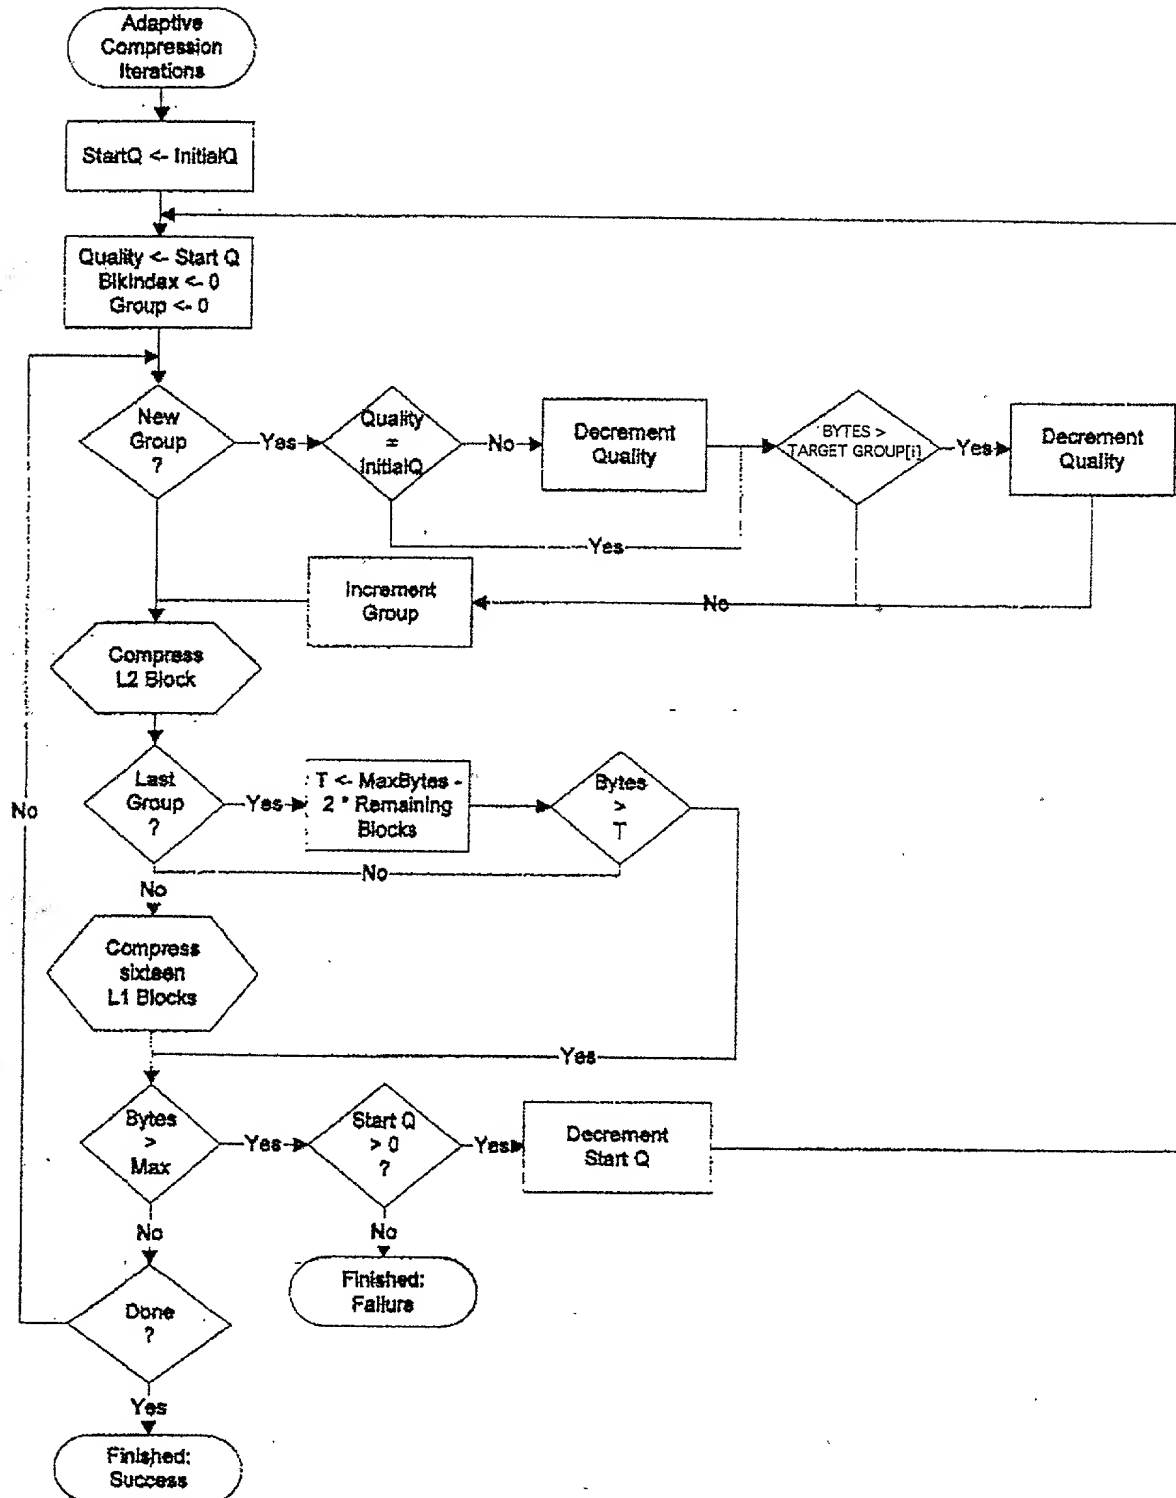 Adaptive
Compression
Iterations
StartQ <- InitialQ
Quality <- Start Q
BlkIndex <- 0
Group <- 0
New
Group
?
Yes
Quality
=
InitialQ
No
Decrement
Quality
BYTES >
TARGET GROUP[i]
Yes
Decrement
Quality
Yes
Increment
Group
No
Compress
L2 Block
Last
Group
?
Yes
T <- MaxBytes -
2 * Remaining
Blocks
Bytes
>
T
No
No
No
Compress
sixteen
L1 Blocks
Yes
Bytes
>
Max
Yes
Start Q
> 0
?
Yes
Decrement
Start Q
No
No
Finished:
Failure
Done
?
Yes
Finished:
Success